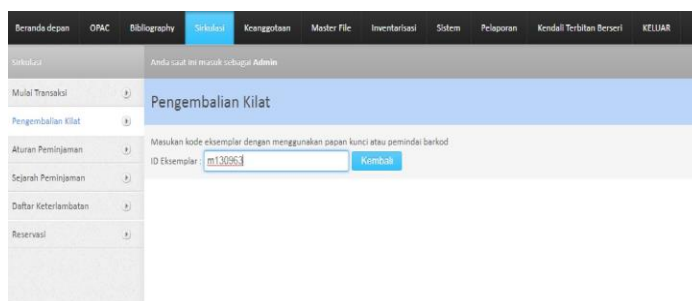 Beranda depan OPAC Bibliography Sirkulasi Keanggotaan Master File Inventarisasi Sistem Pelaporan Kendali Terbitan Berseri KELUAR
Sirkulasi
Anda saat ini masuk sebagai Admin
Mulai Transaksi
Pengembalian Kilat
Aturan Peminjaman
Sejarah Peminjaman
Daftar Keterlambatan
Reservasi
Pengembalian Kilat
Masukan kode eksemplar dengan menggunakan papan kunci atau pemindai barkod
ID Eksemplar : m130963 Kembali